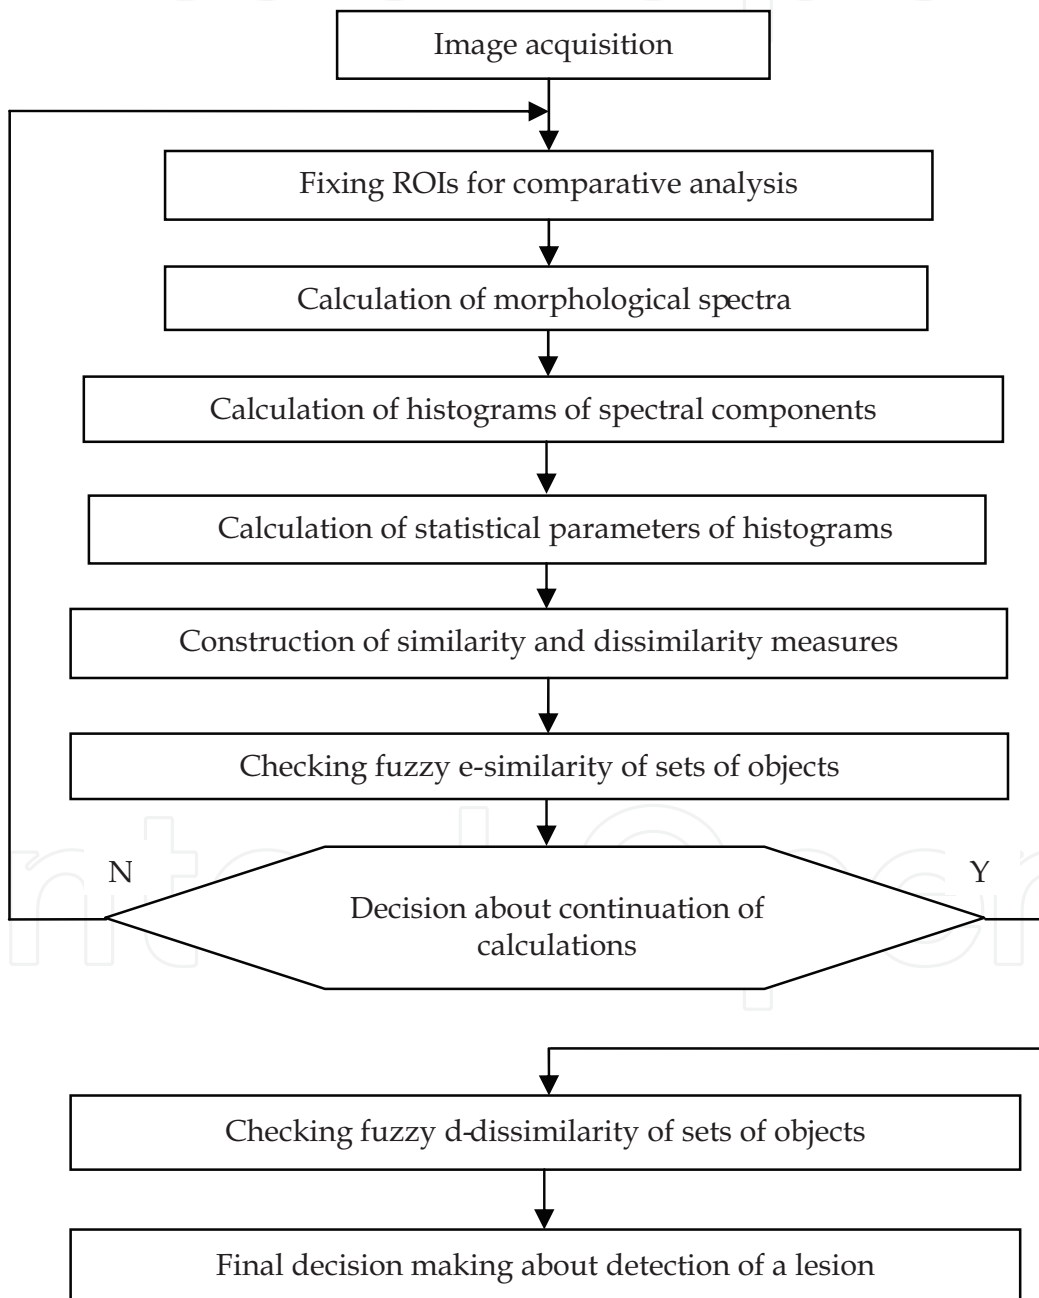 Image acquisition
Fixing ROIs for comparative analysis
Calculation of morphological spectra
Calculation of histograms of spectral components
Calculation of statistical parameters of histograms
Construction of similarity and dissimilarity measures
Checking fuzzy e-similarity of sets of objects
N
Y
Decision about continuation of
calculations
Checking fuzzy d-dissimilarity of sets of objects
Final decision making about detection of a lesion